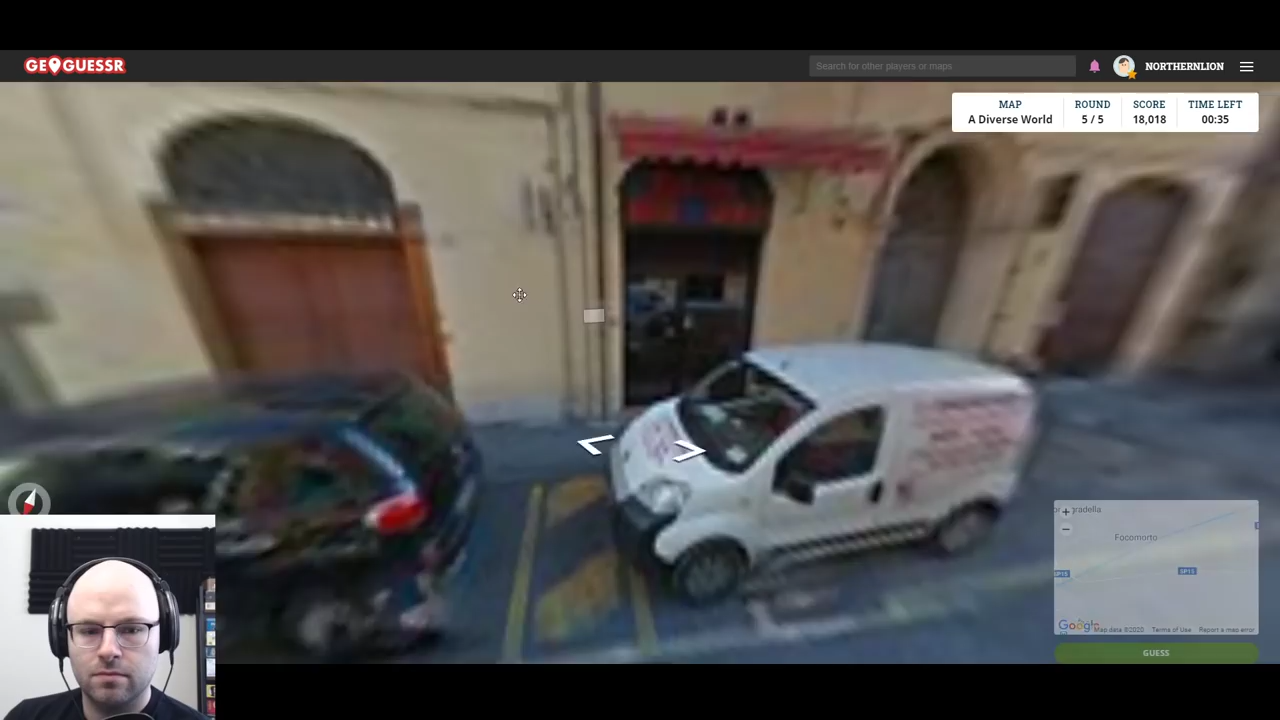 GEOGUESSR
Search for other players or maps
NORTHERNLION
MAP
A Diverse World
ROUND
5 / 5
SCORE
18,018
TIME LEFT
00:35
Focomorto
SP15
SP15
Google
Map data ©2020
Terms of Use
Report a map error
GUESS